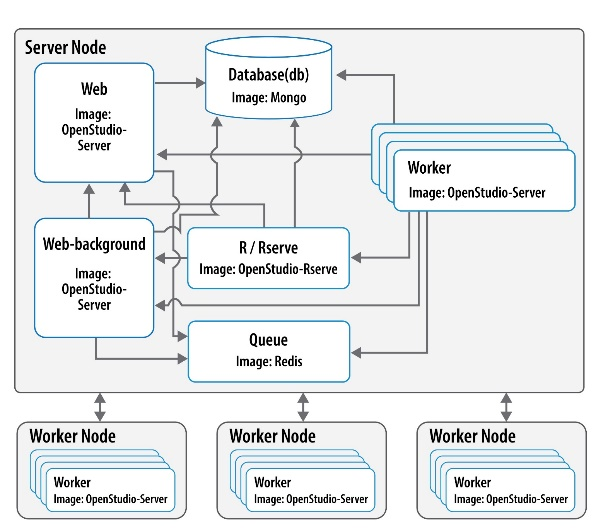 Server Node
Web
Image:
OpenStudio-
Server
Database(db)
Image: Mongo
Worker
Image: OpenStudio-Server
Web-background
Image:
OpenStudio-
Server
R / Rserve
Image: OpenStudio-Rserve
Queue
Image: Redis
Worker Node
Worker
Image: OpenStudio-Server
Worker Node
Worker
Image: OpenStudio-Server
Worker Node
Worker
Image: OpenStudio-Server